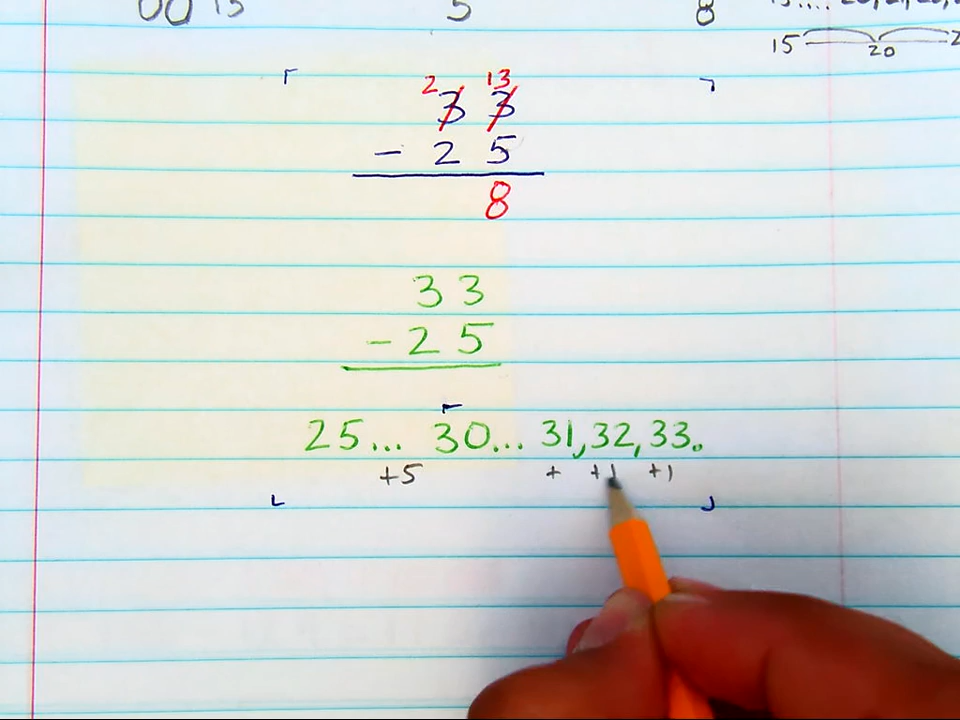 15 5 8
15 20
2 13
3 3
- 2 5
8
33
- 25
25... 30... 31, 32, 33.
+5 + +1 +1